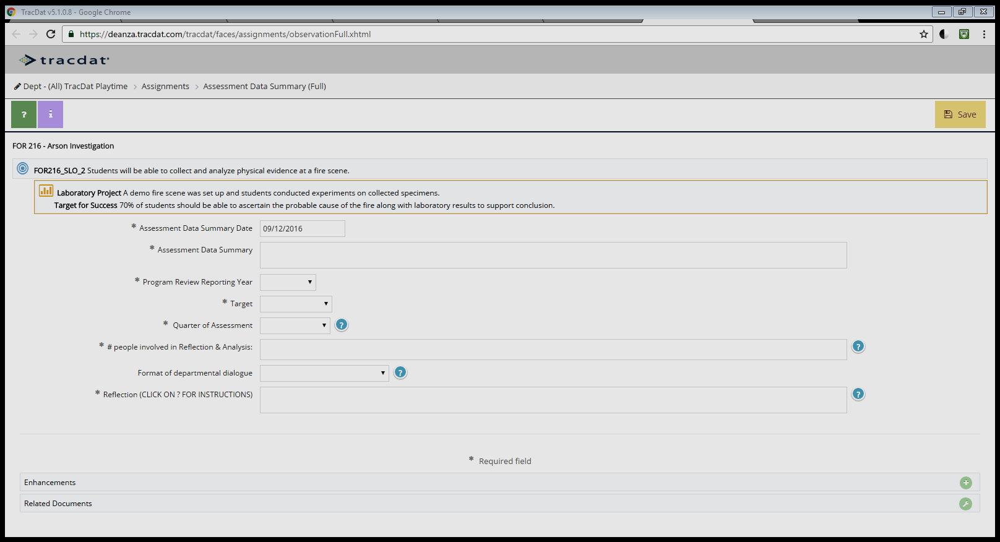 TracDat v5.1.0.8 - Google Chrome
https://deanza.tracdat.com/tracdat/faces/assignments/observationFull.xhtml
tracdat
Dept - (All) TracDat Playtime > Assignments > Assessment Data Summary (Full)
? i Save
FOR 216 - Arson Investigation
FOR216_SLO_2 Students will be able to collect and analyze physical evidence at a fire scene.
Laboratory Project A demo fire scene was set up and students conducted experiments on collected specimens.
Target for Success 70% of students should be able to ascertain the probable cause of the fire along with laboratory results to support conclusion.
* Assessment Data Summary Date 09/12/2016
* Assessment Data Summary
* Program Review Reporting Year
* Target
* Quarter of Assessment ?
* # people involved in Reflection & Analysis: ?
Format of departmental dialogue ?
* Reflection (CLICK ON ? FOR INSTRUCTIONS) ?
* Required field
Enhancements
Related Documents